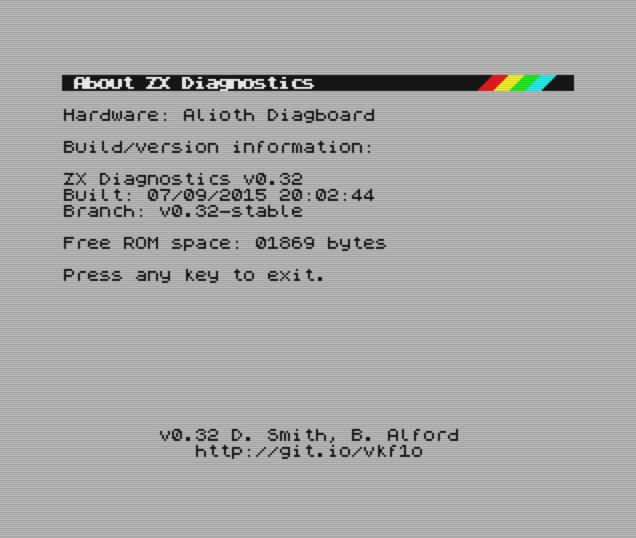 About ZX Diagnostics
Hardware: Alioth Diagboard
Build/version information:
ZX Diagnostics v0.32
Built: 07/09/2015 20:02:44
Branch: v0.32-stable
Free ROM space: 01869 bytes
Press any key to exit.
v0.32 D. Smith, B. Alford
http://git.io/vkf1o